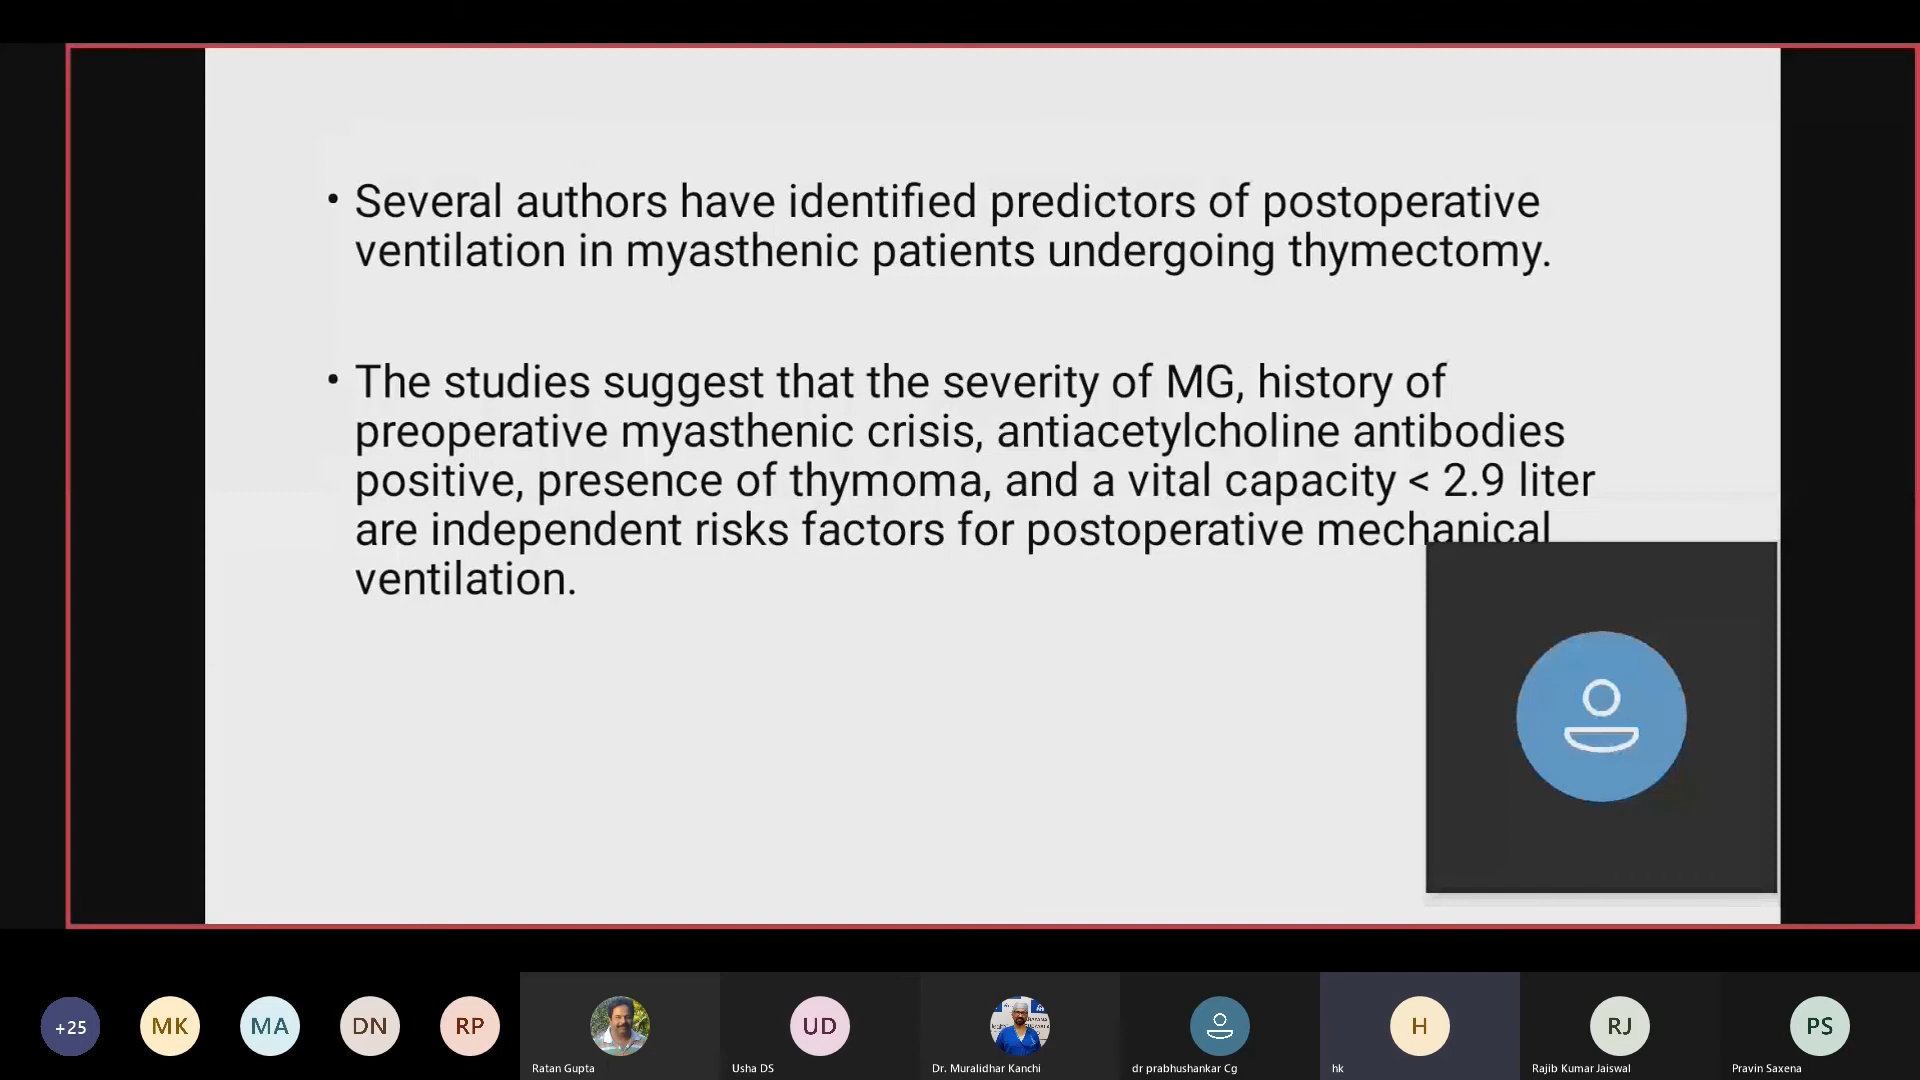 • Several authors have identified predictors of postoperative
ventilation in myasthenic patients undergoing thymectomy.
• The studies suggest that the severity of MG, history of
preoperative myasthenic crisis, antiacetylcholine antibodies
positive, presence of thymoma, and a vital capacity < 2.9 liter
are independent risks factors for postoperative mechanical
ventilation.
+25 MK MA DN RP UD H RJ PS
Ratan Gupta Usha DS Dr. Muralidhar Kanchi dr prabhushankar Cg hk Rajib Kumar Jaiswal Pravin Saxena